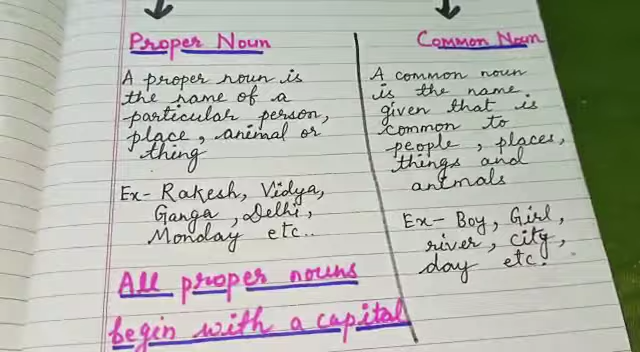 Proper Noun
A proper noun is
the name of a
particular person,
place, animal or
thing
Ex- Rakesh, Vidya,
Ganga, Delhi,
Monday etc..
All proper nouns
begin with a capital
Common Noun
A common noun
is the name
given that is
common to
people, places,
things and
animals
Ex- Boy, Girl,
river, city,
day etc.